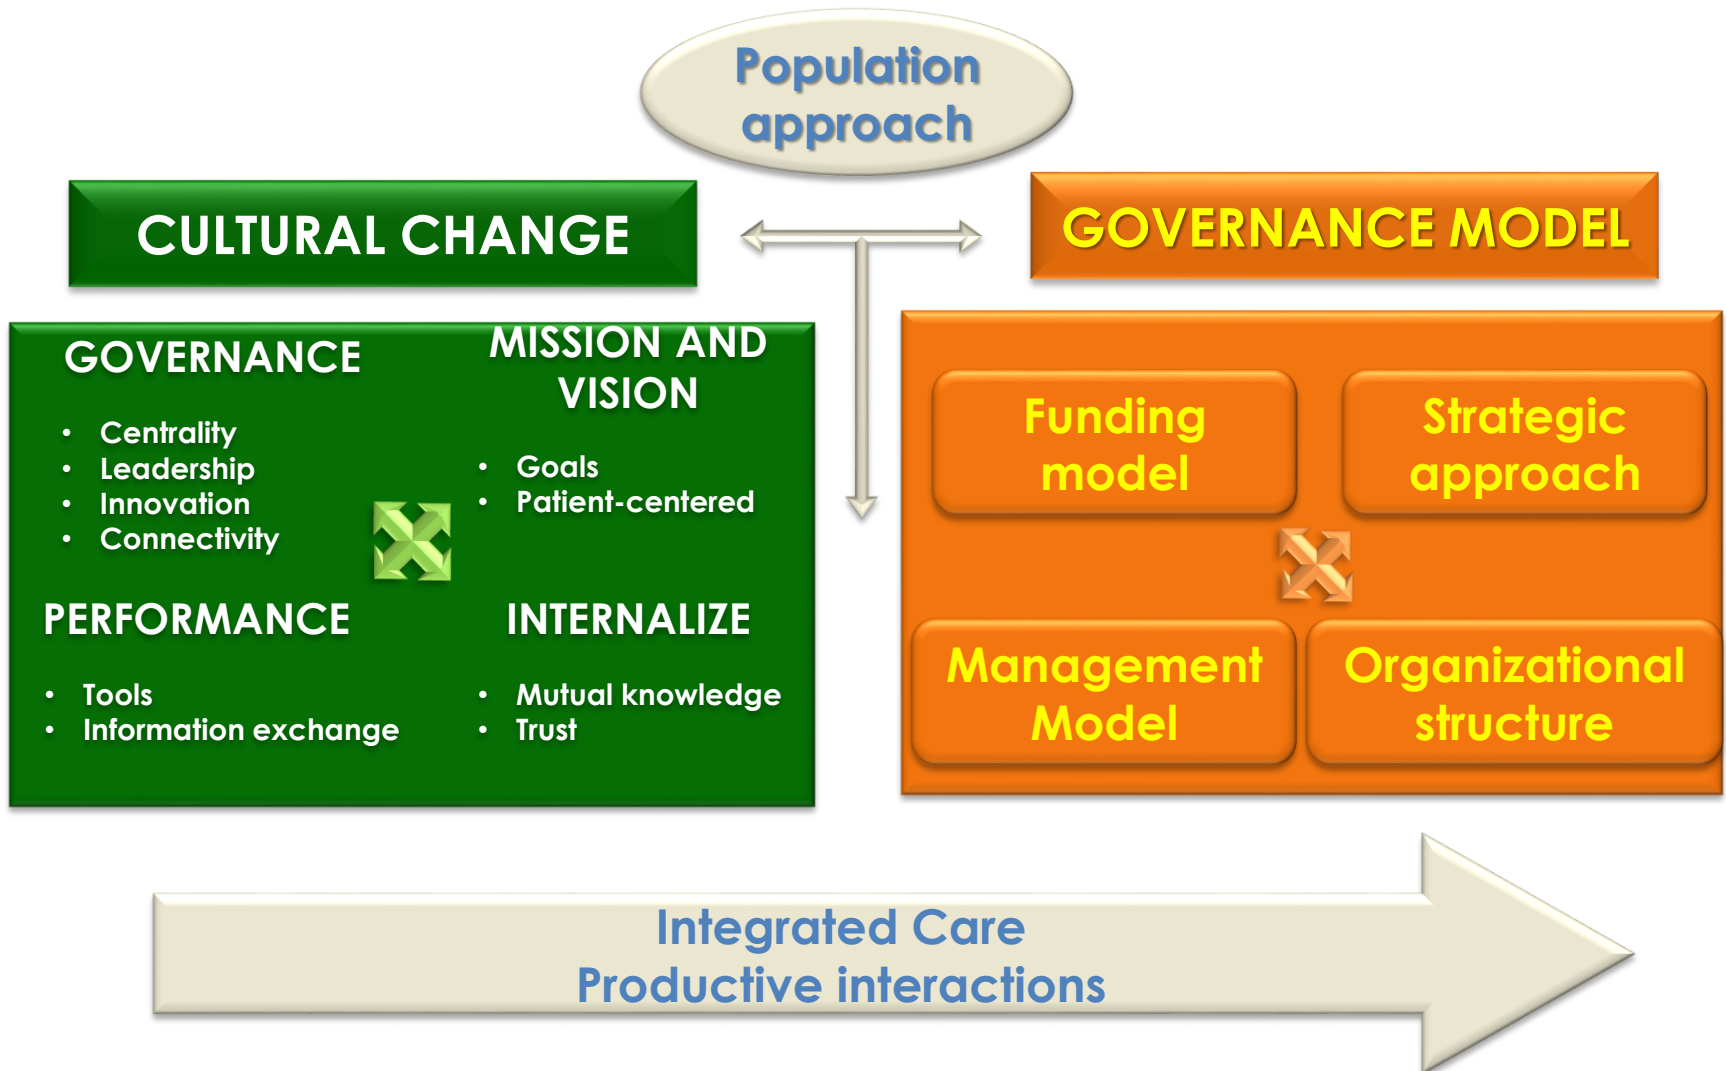 Population
approach
CULTURAL CHANGE
GOVERNANCE MODEL
GOVERNANCE
• Centrality
• Leadership
• Innovation
• Connectivity
MISSION AND
VISION
• Goals
• Patient-centered
PERFORMANCE
• Tools
• Information exchange
INTERNALIZE
• Mutual knowledge
• Trust
Funding
model
Strategic
approach
Management
Model
Organizational
structure
Integrated Care
Productive interactions